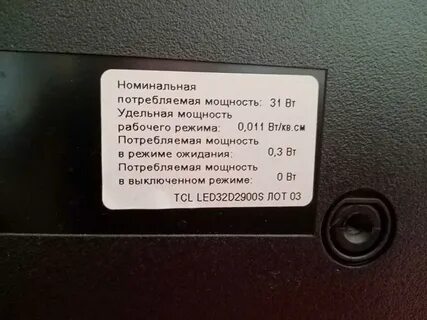 Номинальная
потребляемая мощность: 31 Вт
Удельная мощность
рабочего режима: 0,011 Вт/кв.см
Потребляемая мощность
в режиме ожидания: 0,3 Вт
Потребляемая мощность
в выключенном режиме: 0 Вт
TCL LED32D2900S ЛОТ 03